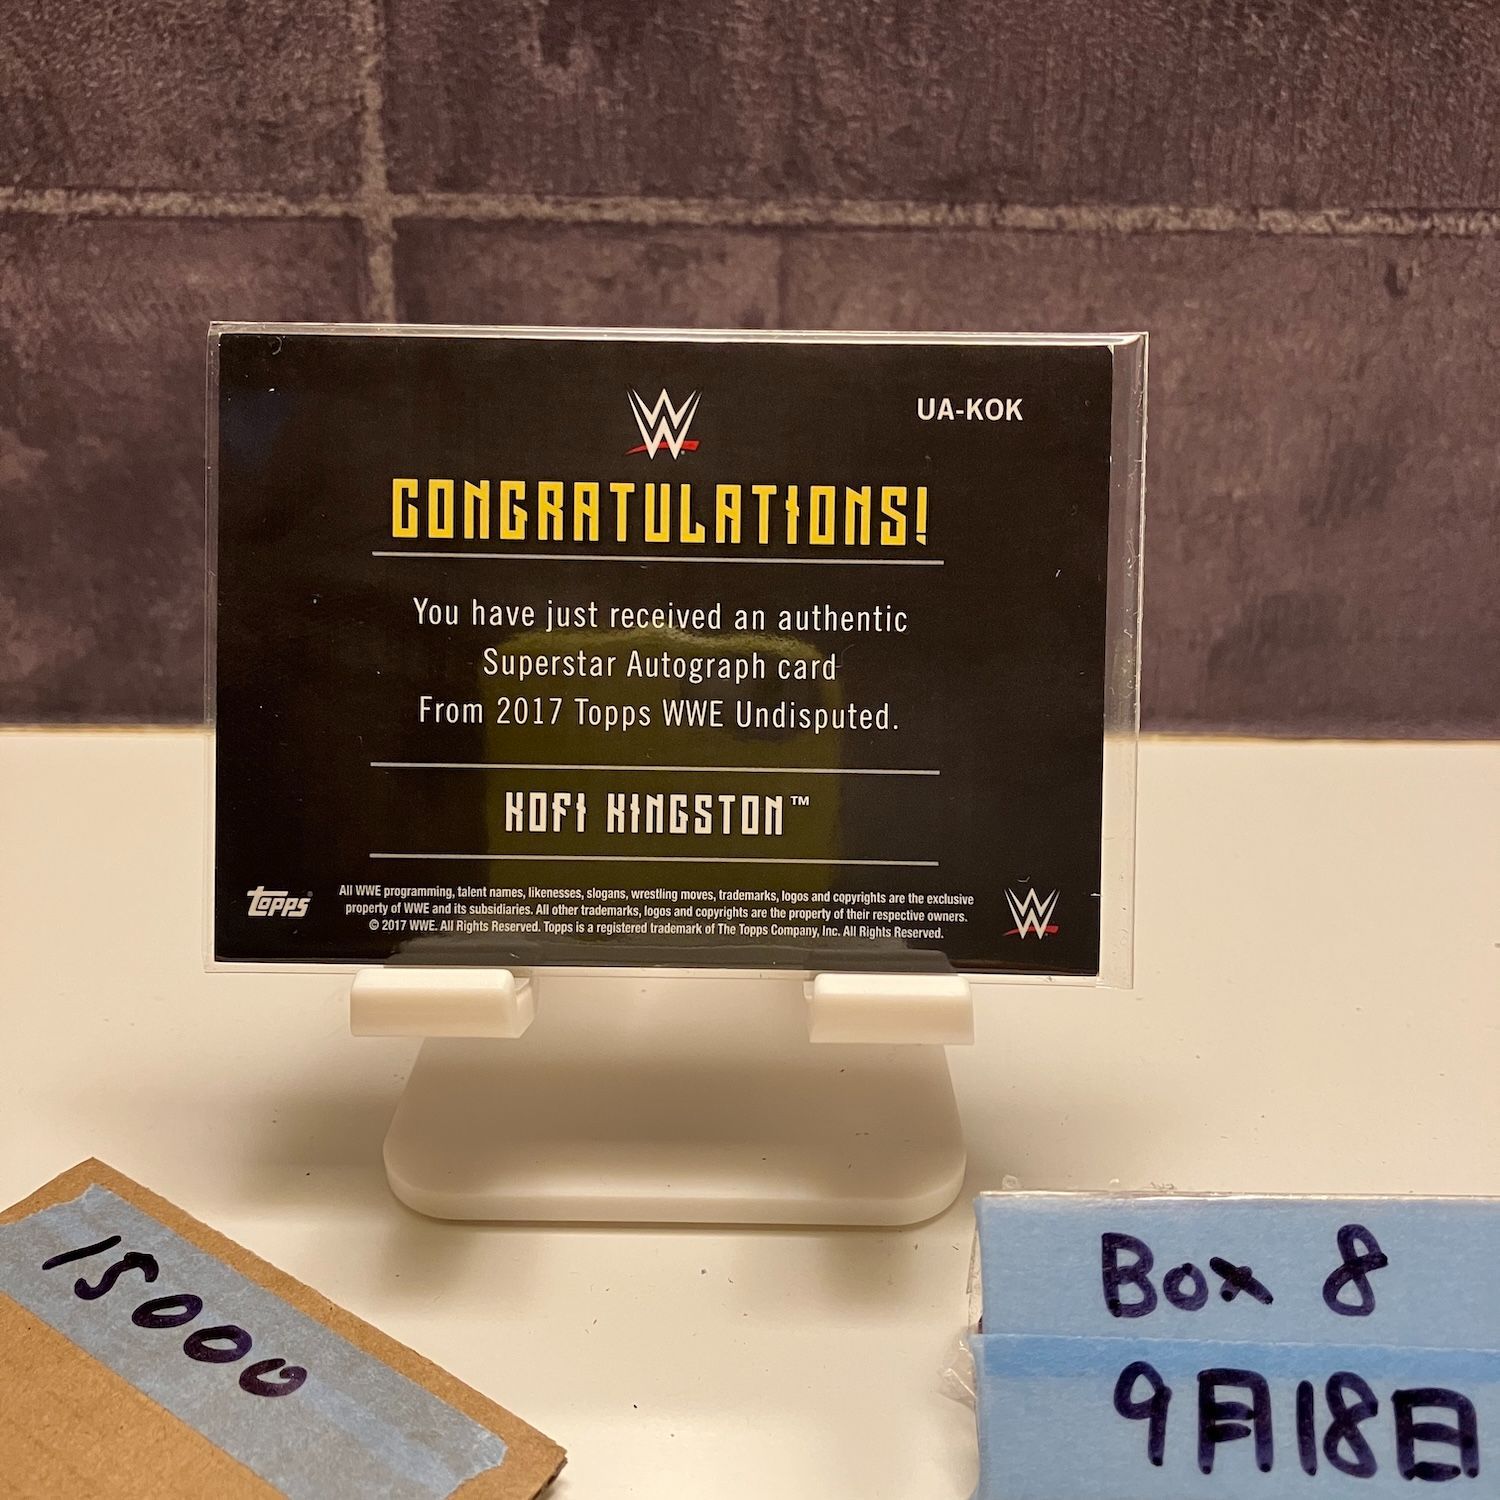 W
UA-KOK
CONGRATULATIONS!
You have just received an authentic
Superstar Autograph card
From 2017 Topps WWE Undisputed.
KOFI KINGSTON™
topps®
All WWE programming, talent names, likenesses, slogans, wrestling moves, trademarks, logos and copyrights are the exclusive
property of WWE and its subsidiaries. All other trademarks, logos and copyrights are the property of their respective owners.
© 2017 WWE. All Rights Reserved. Topps is a registered trademark of The Topps Company, Inc. All Rights Reserved.
W
15000
Box 8
9月18日